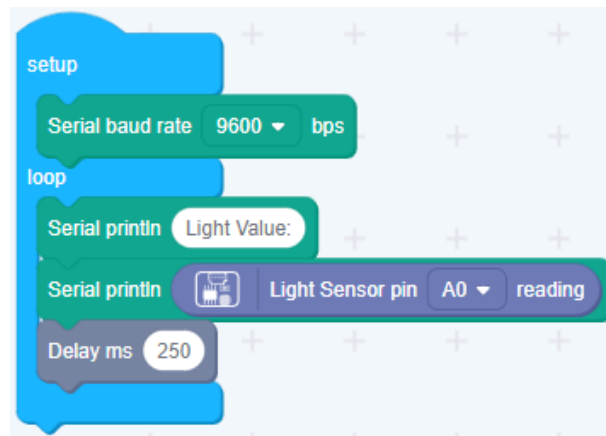 setup
Serial baud rate 9600 bps
loop
Serial println Light Value:
Serial println Light Sensor pin A0 reading
Delay ms 250